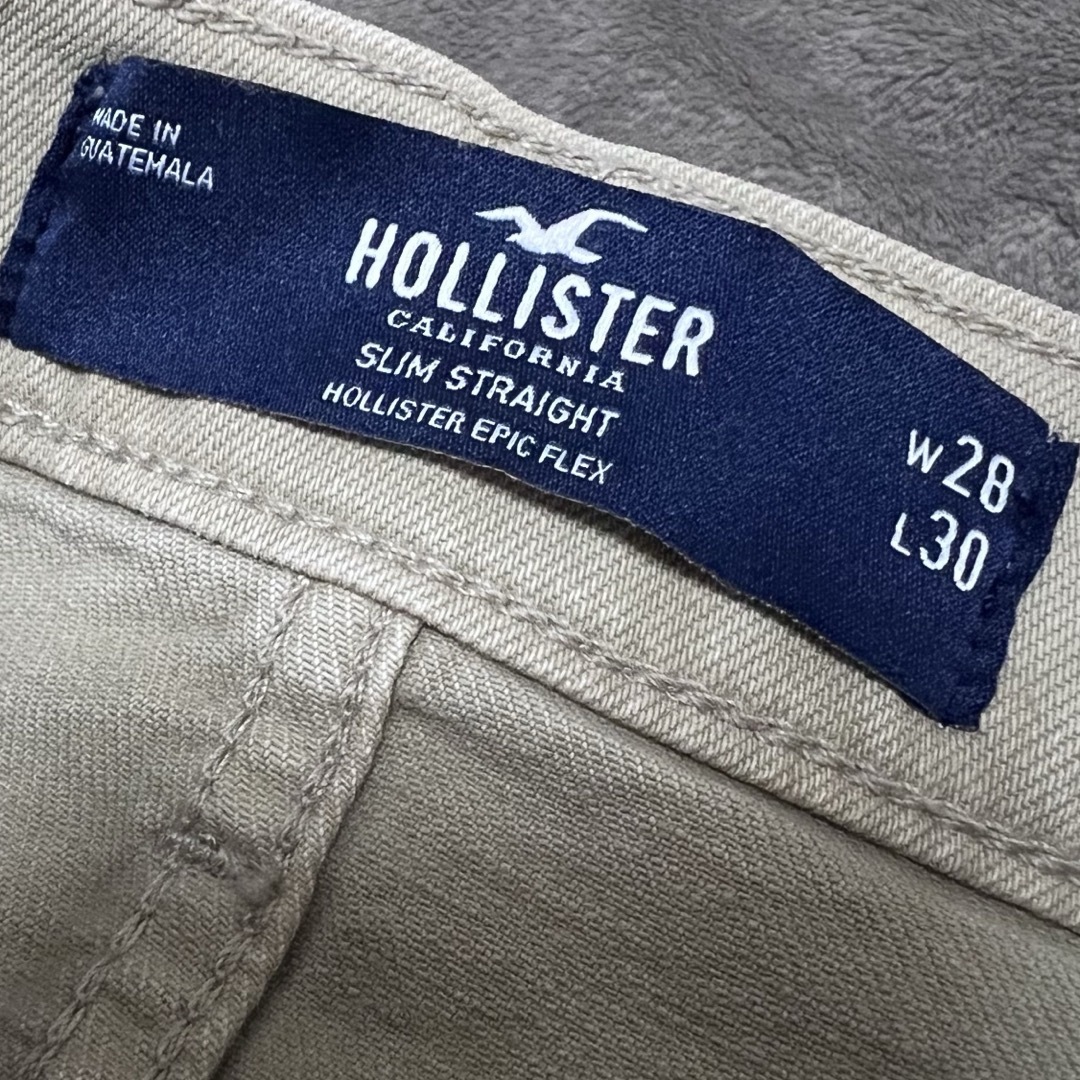 MADE IN
GUATEMALA
HOLLISTER
CALIFORNIA
SLIM STRAIGHT
HOLLISTER EPIC FLEX
W28
L30